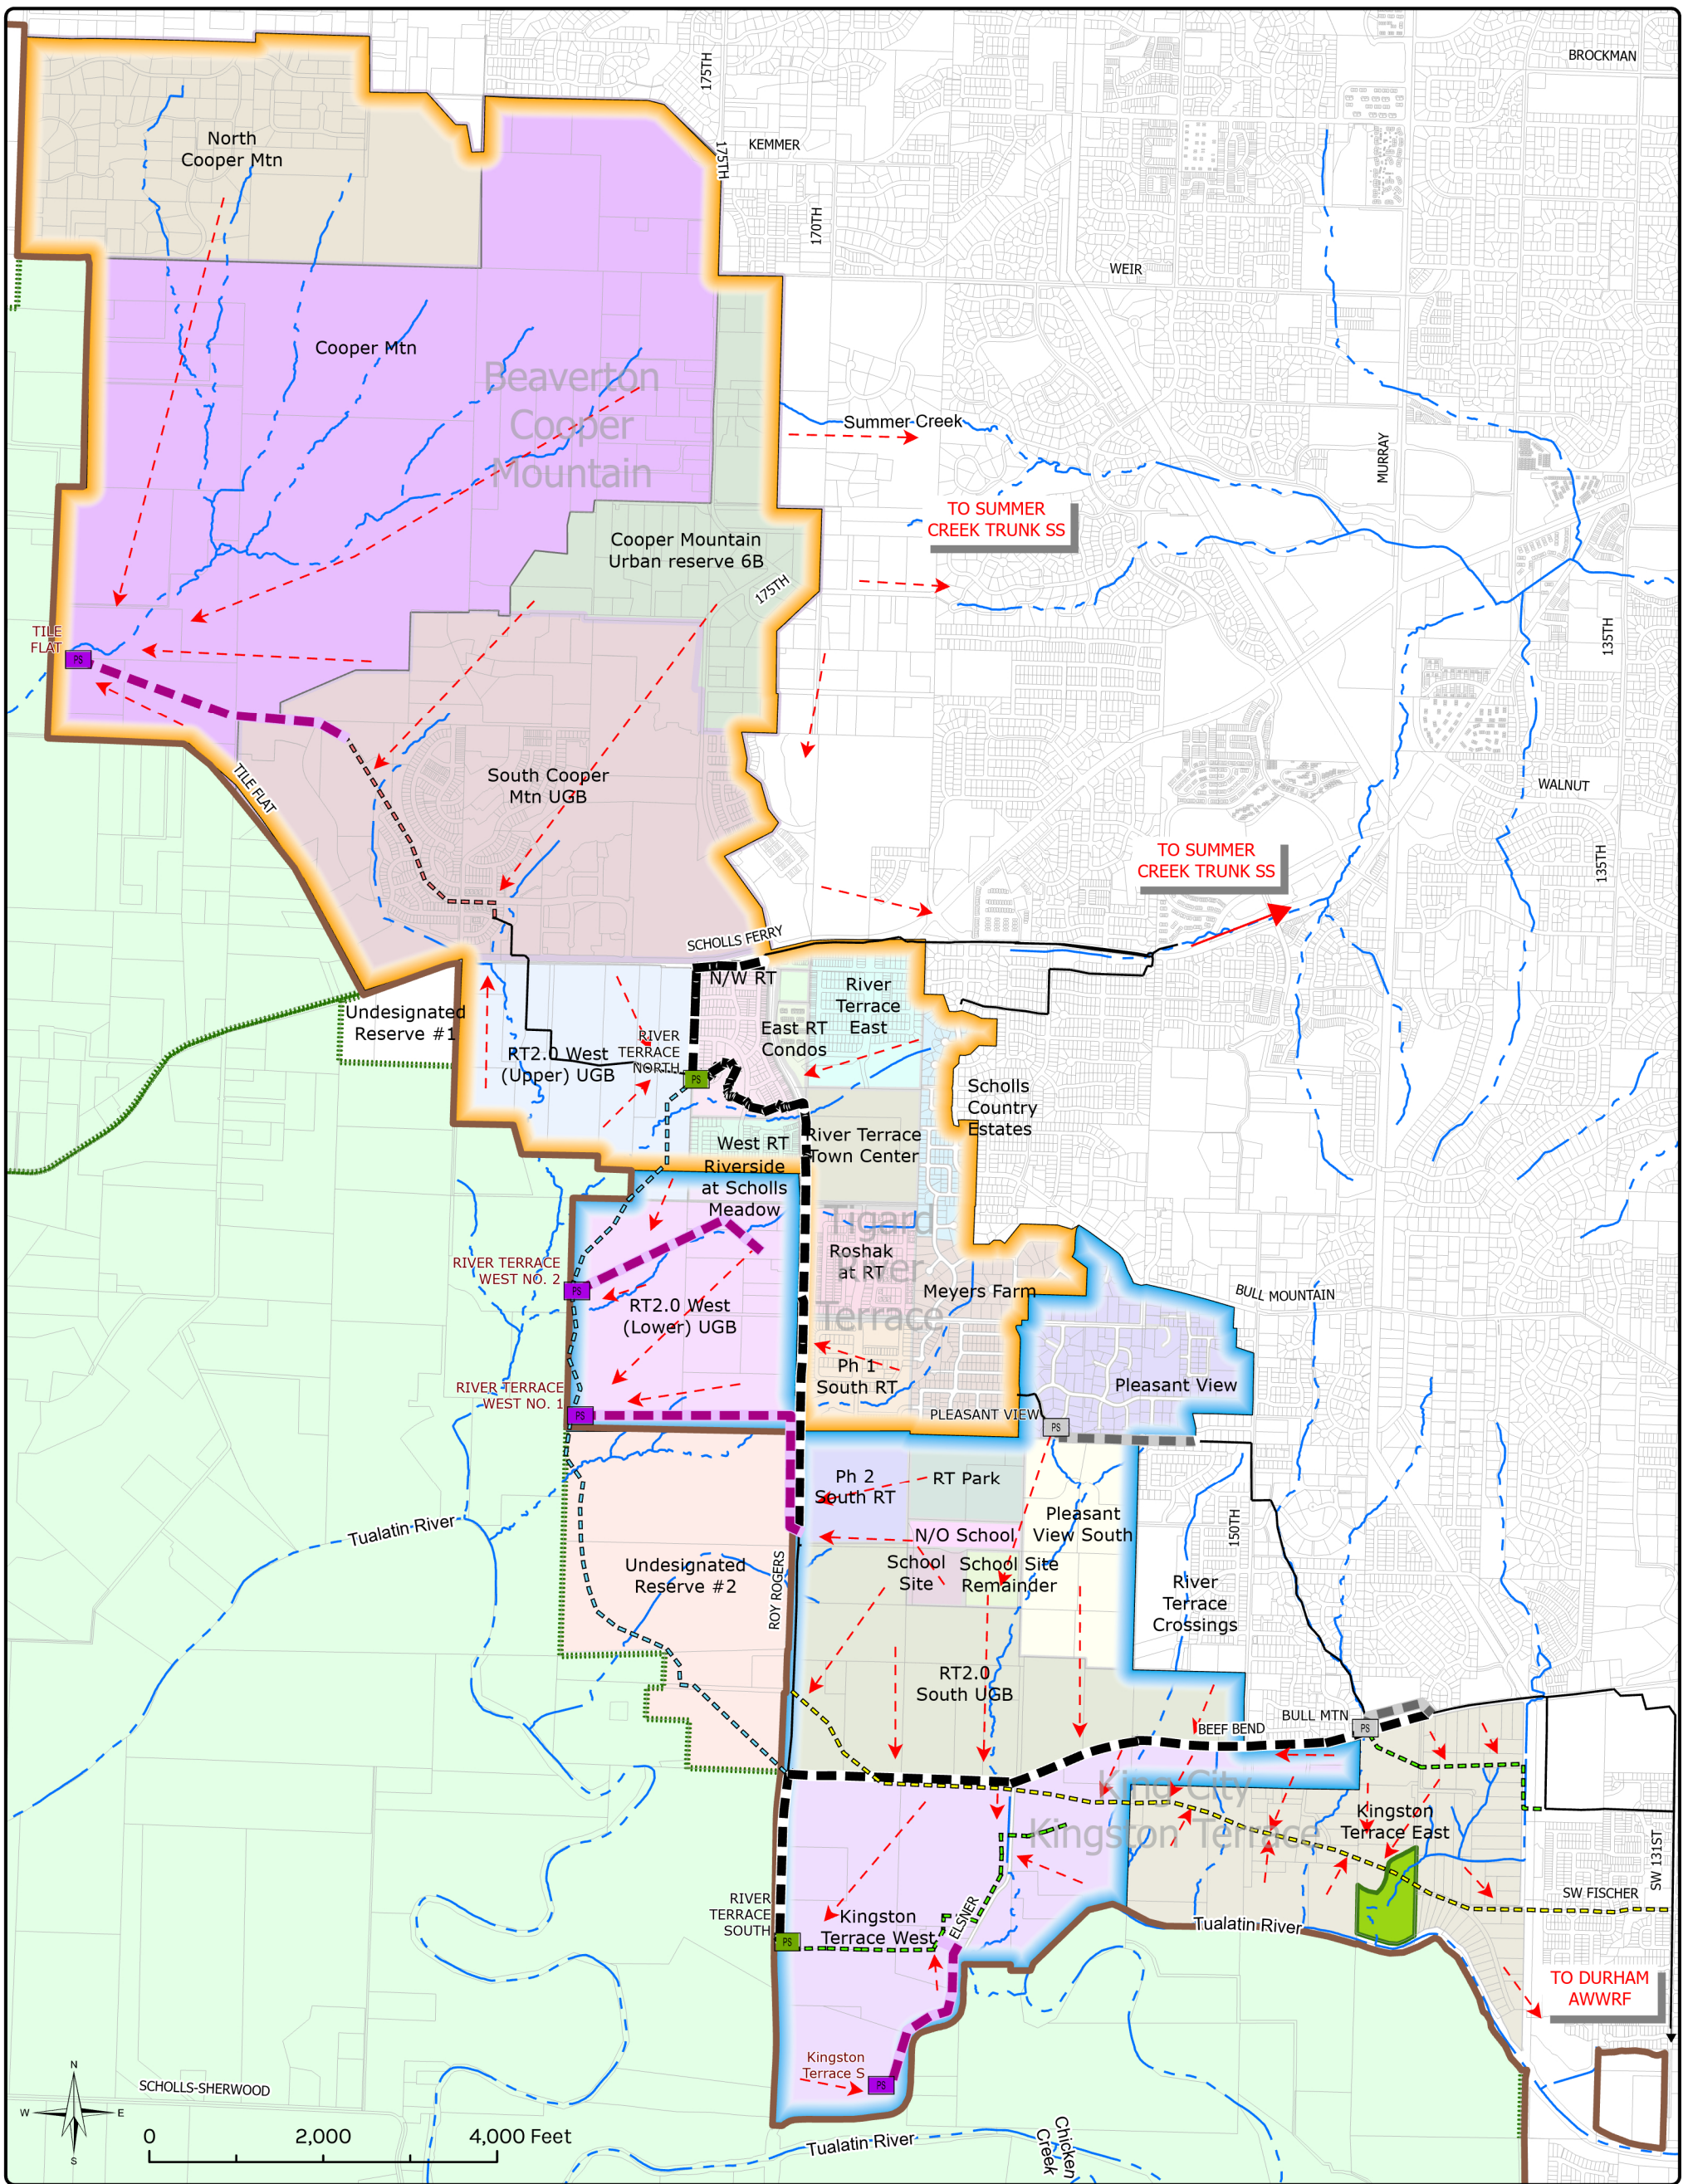 BROCKMAN
175TH
KEMMER
175TH
North
Cooper Mtn
170TH
WEIR
Cooper Mtn
Beaverton
Cooper
Mountain
Summer Creek
MURRAY
TO SUMMER
CREEK TRUNK SS
Cooper Mountain
Urban reserve 6B
175TH
135TH
TILE
FLAT
PS
South Cooper
Mtn UGB
TILE FLAT
WALNUT
135TH
TO SUMMER
CREEK TRUNK SS
SCHOLLS FERRY
N/W RT
River
Terrace
East
Undesignated
Reserve #1
East RT
Condos
RIVER
TERRACE
NORTH
PS
RT2.0 West
(Upper) UGB
Scholls
Country
Estates
West RT
River Terrace
Town Center
Riverside
at Scholls
Meadow
Tigard
River
Terrace
Roshak
at RT
RIVER TERRACE
WEST NO. 2
PS
Meyers Farm
BULL MOUNTAIN
RT2.0 West
(Lower) UGB
Ph 1
South RT
Pleasant View
RIVER TERRACE
WEST NO. 1
PS
PLEASANT VIEW
PS
Ph 2
South RT
RT Park
Pleasant
View South
N/O School
150TH
Tualatin River
School
Site
School Site
Remainder
Undesignated
Reserve #2
ROY ROGERS
River
Terrace
Crossings
RT2.0
South UGB
BULL MTN
PS
BEEF BEND
King City
Kingston Terrace
Kingston
Terrace East
SW 131ST
SW FISCHER
RIVER
TERRACE
SOUTH
PS
Kingston
Terrace West
ELSNER
Tualatin River
TO DURHAM
AWWRF
Kingston
Terrace S
PS
N
W
E
S
SCHOLLS-SHERWOOD
0
2,000
4,000 Feet
Tualatin River
Chicken
Creek